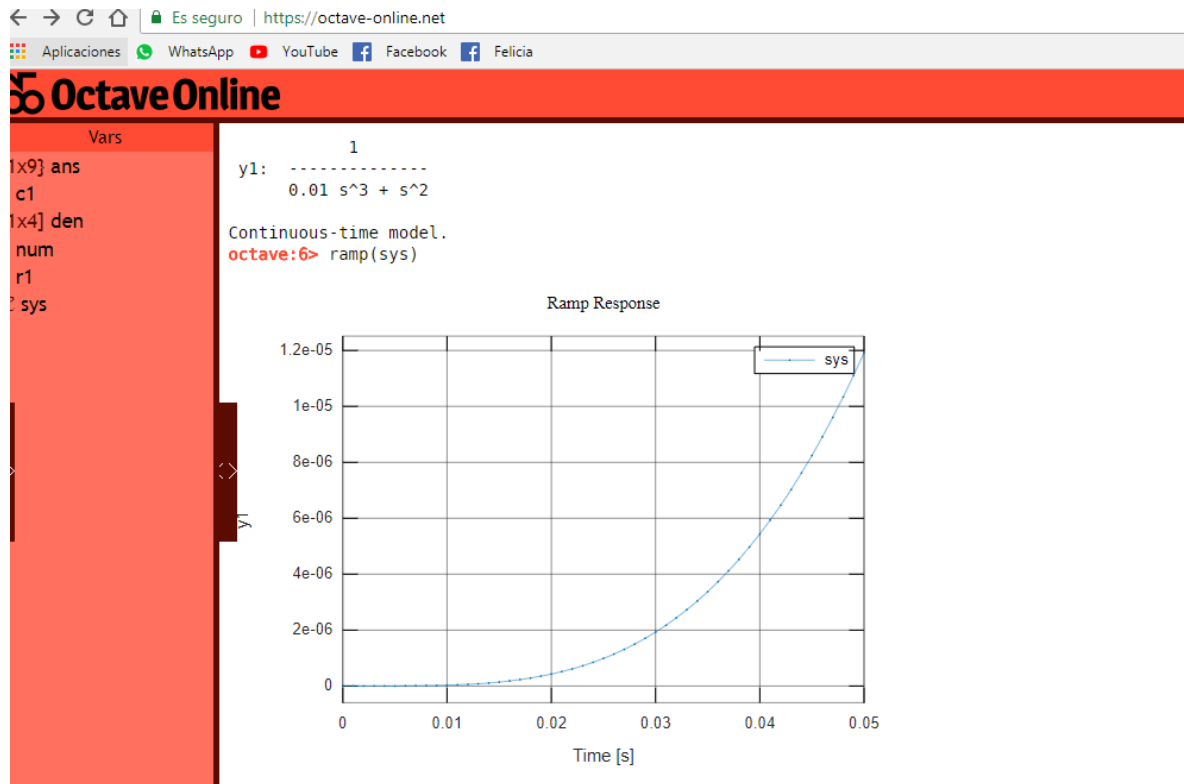 Es seguro | https://octave-online.net
Aplicaciones WhatsApp YouTube Facebook Felicia
Octave Online
Vars
1x9} ans
c1
1x4] den
num
r1
sys
1
y1: --------------
0.01 s^3 + s^2
Continuous-time model.
octave:6> ramp(sys)
Ramp Response
sys
1.2e-05
1e-05
8e-06
6e-06
4e-06
2e-06
0
y1
0 0.01 0.02 0.03 0.04 0.05
Time [s]